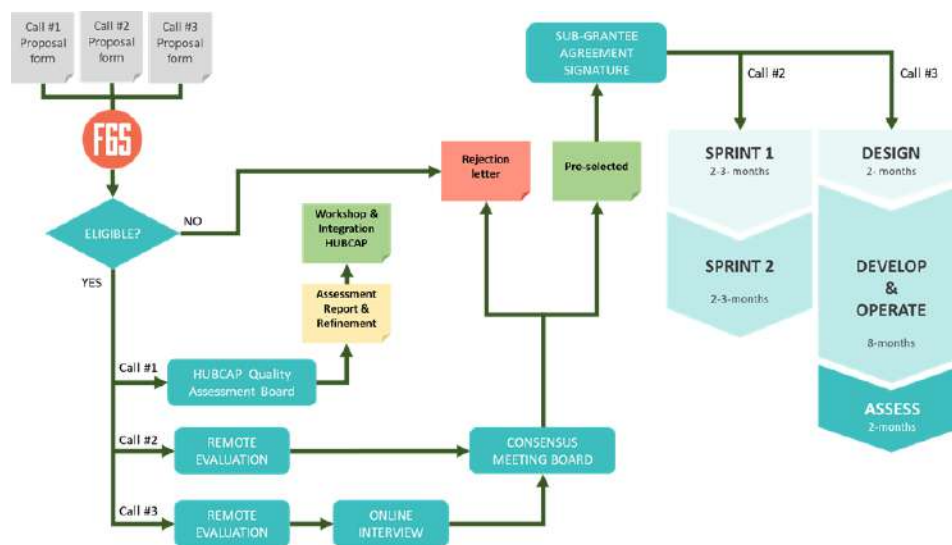 Call #1
Proposal
form
Call #2
Proposal
form
Call #3
Proposal
form
F6S
ELIGIBLE?
NO
YES
Rejection
letter
Pre-selected
SUB-GRANTEE
AGREEMENT
SIGNATURE
Call #2
Call #3
SPRINT 1
2-3- months
SPRINT 2
2-3-months
DESIGN
2- months
DEVELOP
&
OPERATE
8-months
ASSESS
2-months
Workshop &
Integration
HUBCAP
Assessment
Report &
Refinement
Call #1
HUBCAP Quality
Assessment Board
Call #2
REMOTE
EVALUATION
CONSENSUS
MEETING BOARD
Call #3
REMOTE
EVALUATION
ONLINE
INTERVIEW